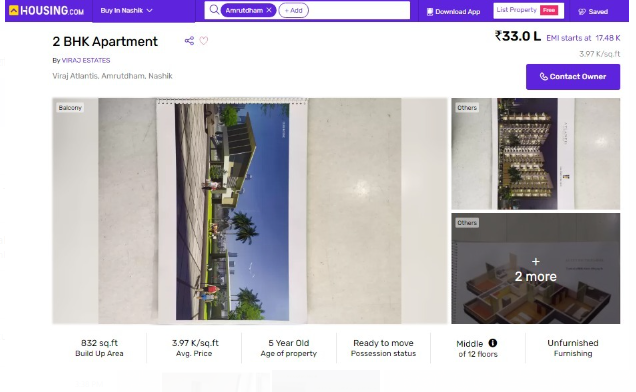 HOUSING.COM
Buy in Nashik
Amrutdham ×
+ Add
Download App
List Property Free
Saved
2 BHK Apartment
₹33.0 L EMI starts at 17.48 K
3.97 K/sq.ft
By VIRAJ ESTATES
Viraj Atlantis, Amrutdham, Nashik
Contact Owner
Balcony
Others
Others
+
2 more
832 sq.ft
Build Up Area
3.97 K/sq.ft
Avg. Price
5 Year Old
Age of property
Ready to move
Possession status
Middle
of 12 floors
Unfurnished
Furnishing